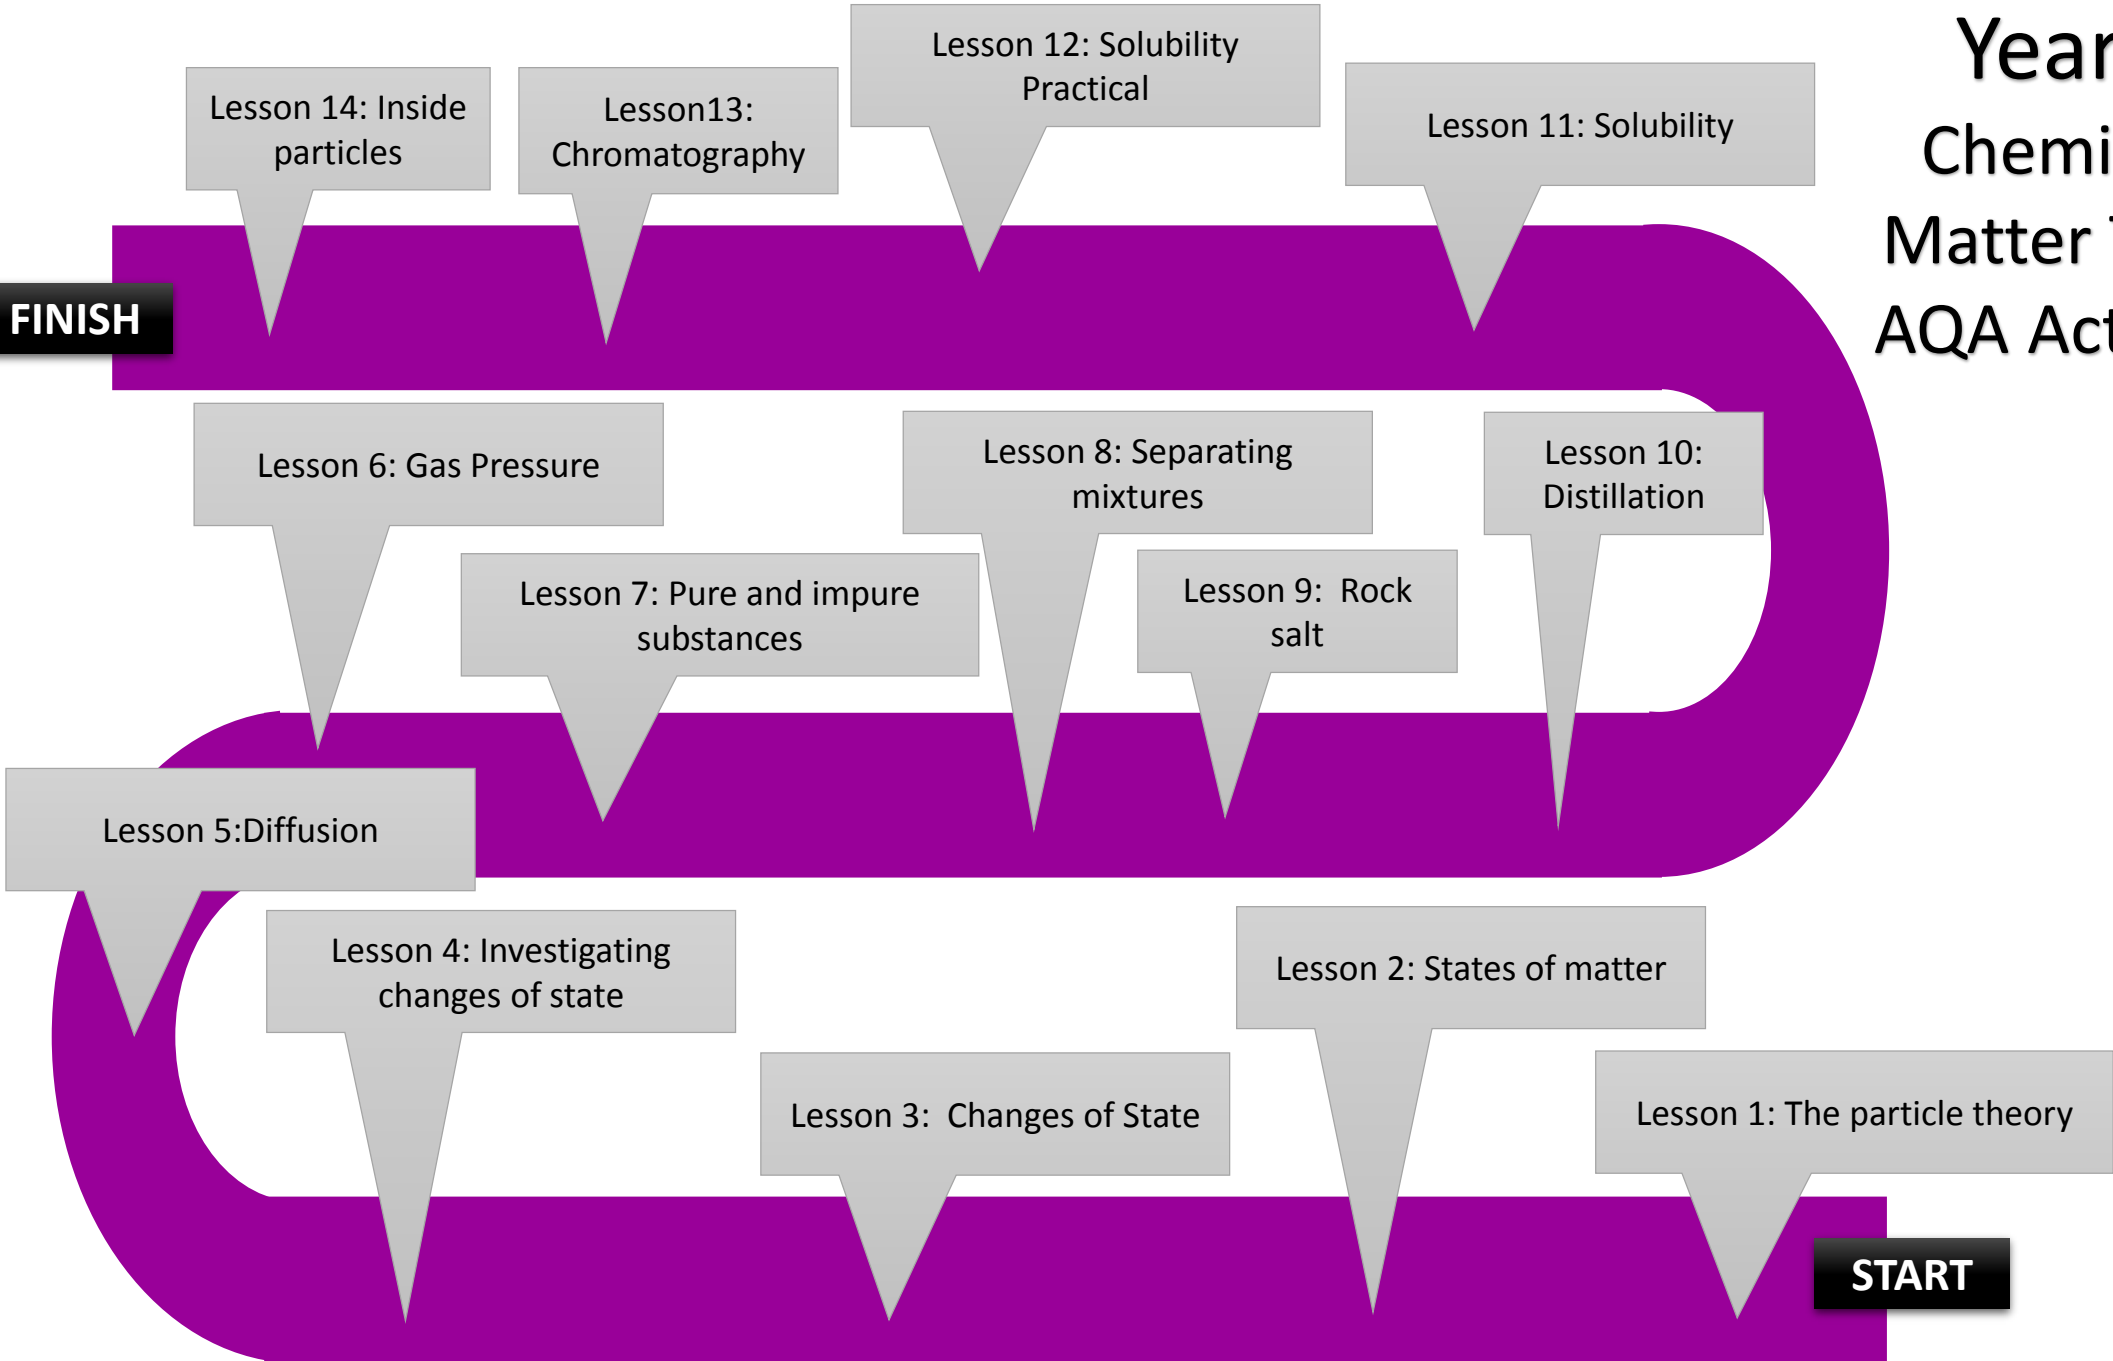 Year
Chemi
Matter
AQA Act
Lesson 12: Solubility
Practical
Lesson 14: Inside
particles
Lesson13:
Chromatography
Lesson 11: Solubility
FINISH
Lesson 6: Gas Pressure
Lesson 8: Separating
mixtures
Lesson 10:
Distillation
Lesson 7: Pure and impure
substances
Lesson 9: Rock
salt
Lesson 5:Diffusion
Lesson 4: Investigating
changes of state
Lesson 2: States of matter
Lesson 3: Changes of State
Lesson 1: The particle theory
START